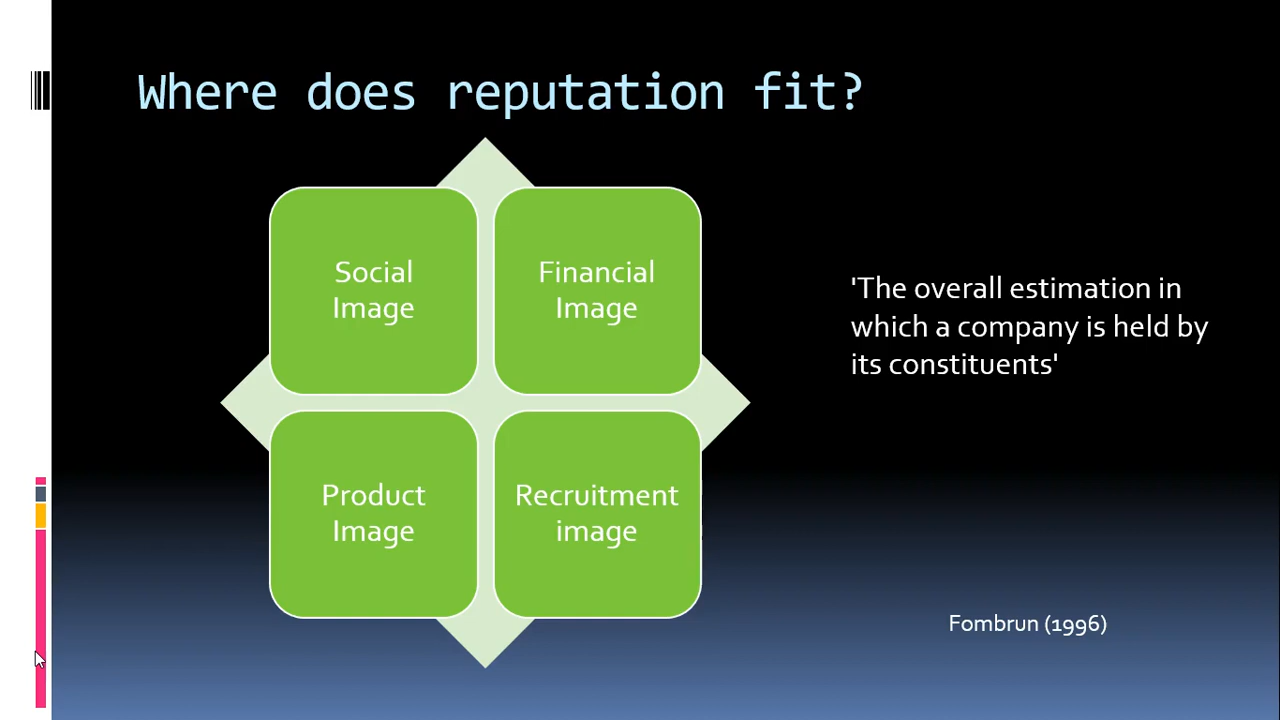 Where does reputation fit?
Social
Image
Financial
Image
Product
Image
Recruitment
image
'The overall estimation in
which a company is held by
its constituents'
Fombrun (1996)